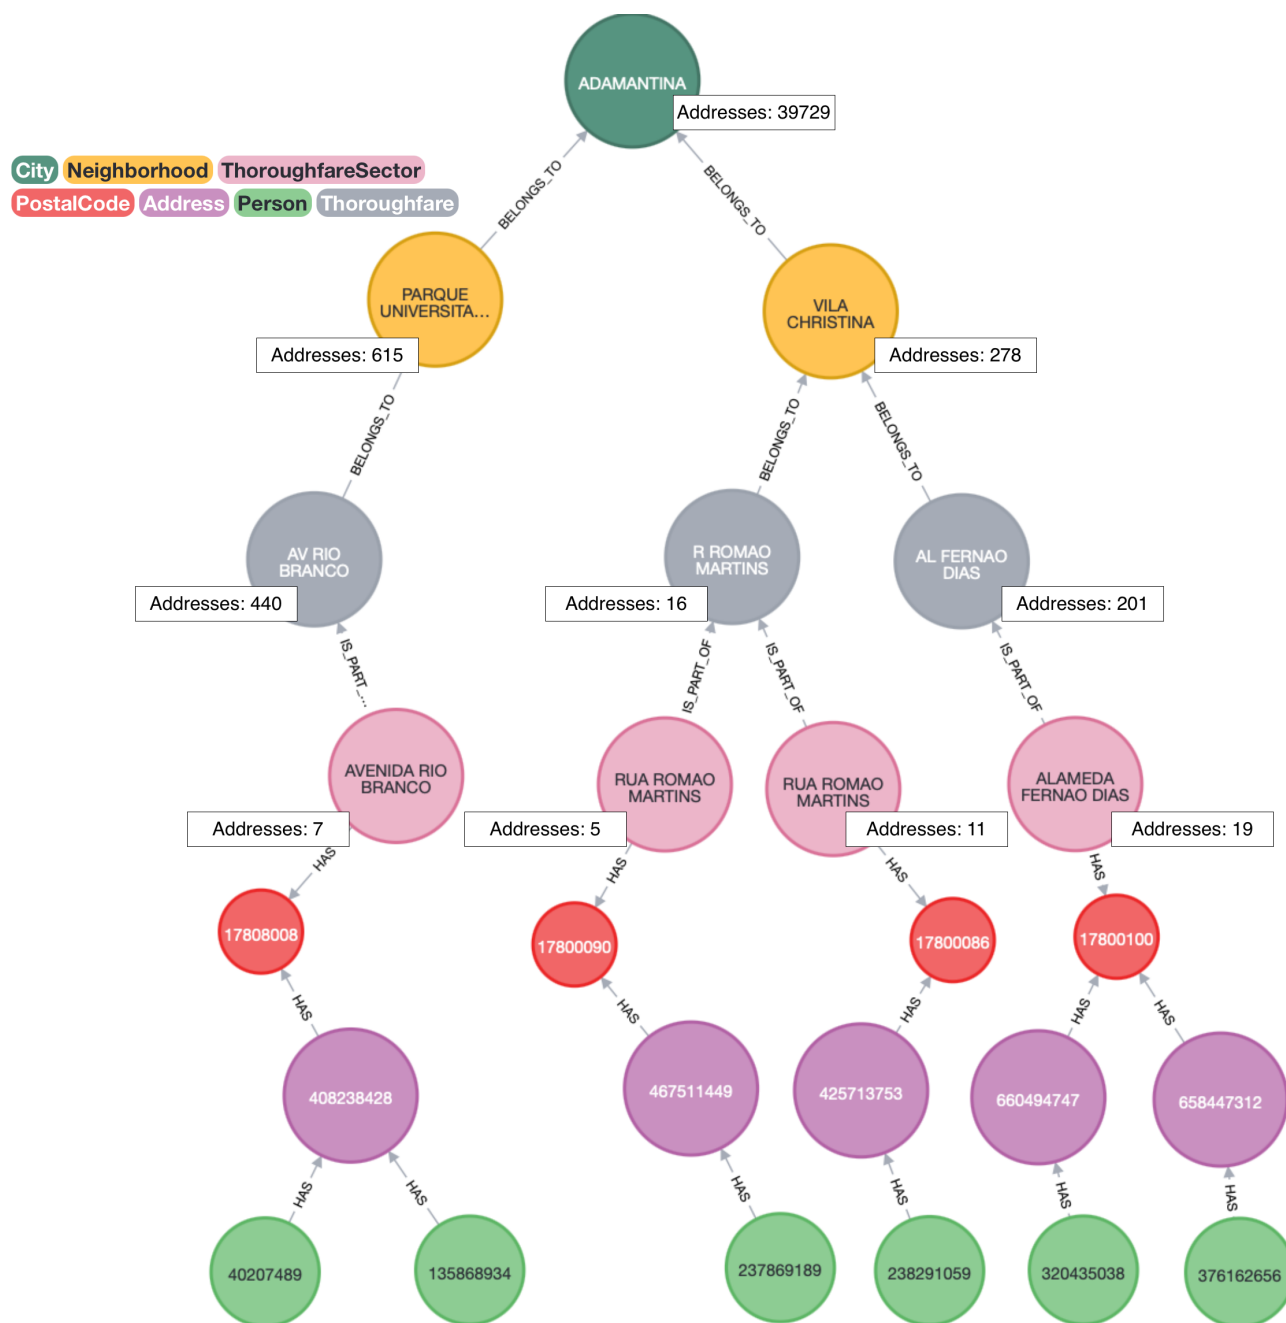 ADAMANTINA
Addresses: 39729
City Neighborhood ThoroughfareSector
PostalCode Address Person Thoroughfare
BELONGS_TO
BELONGS_TO
PARQUE
UNIVERSITA...
Addresses: 615
VILA
CHRISTINA
Addresses: 278
BELONGS_TO
BELONGS_TO
BELONGS_TO
AV RIO
BRANCO
Addresses: 440
R ROMAO
MARTINS
Addresses: 16
AL FERNAO
DIAS
Addresses: 201
IS_PART_...
IS_PART_OF
IS_PART_OF
IS_PART_OF
AVENIDA RIO
BRANCO
Addresses: 7
RUA ROMAO
MARTINS
Addresses: 5
RUA ROMAO
MARTINS
Addresses: 11
ALAMEDA
FERNAO DIAS
Addresses: 19
HAS
HAS
HAS
HAS
17808008
17800090
17800086
17800100
HAS
HAS
HAS
HAS
HAS
408238428
467511449
425713753
660494747
658447312
HAS
HAS
HAS
HAS
HAS
HAS
40207489
135868934
237869189
238291059
320435038
376162656